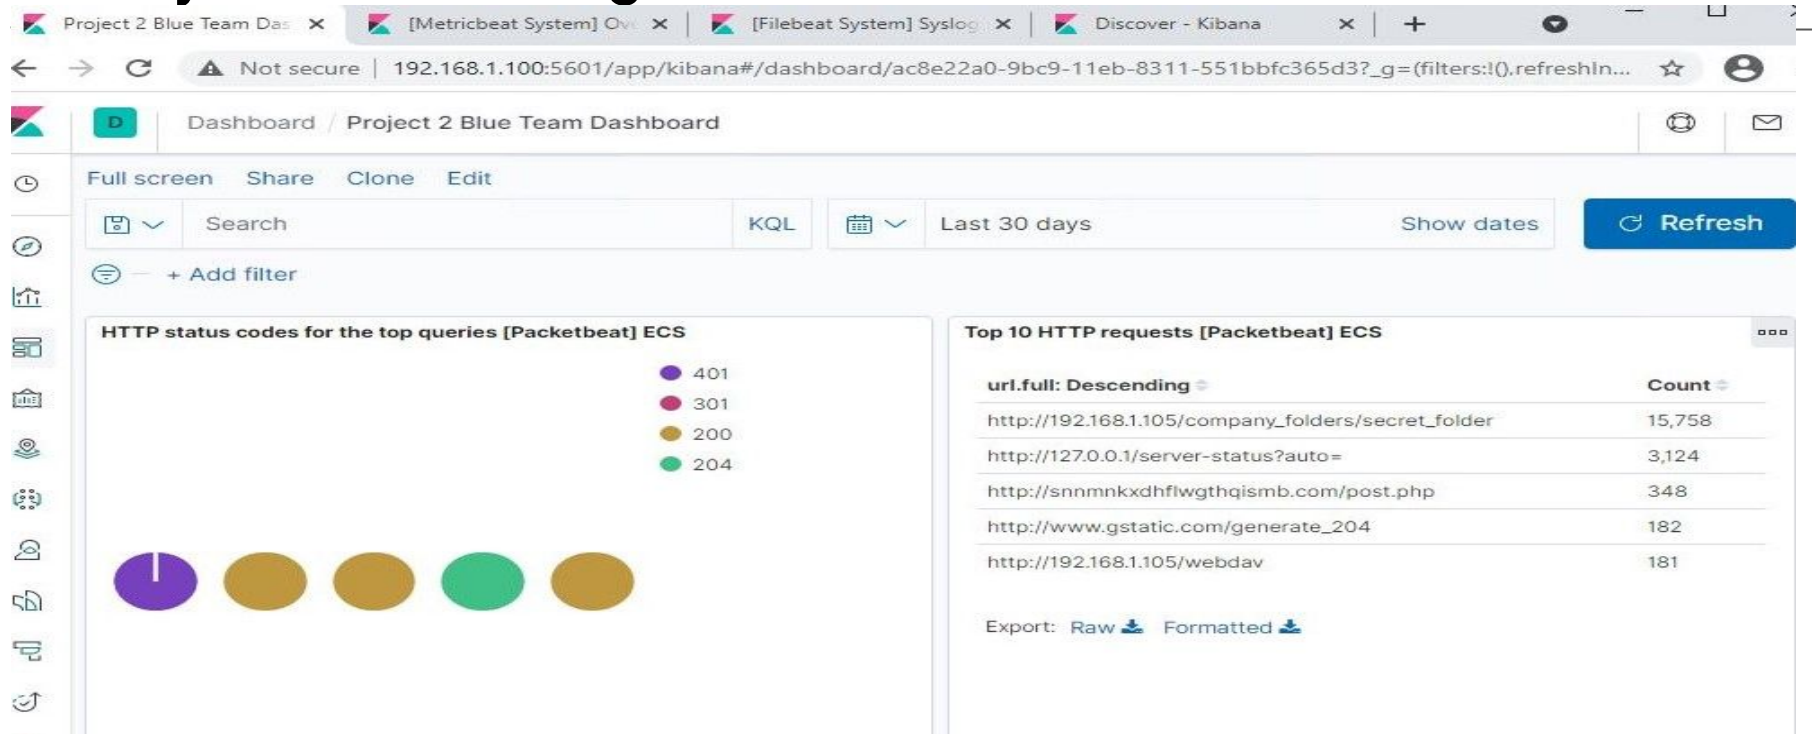 Project 2 Blue Team Das
[Metricbeat System] Ov
[Filebeat System] Syslog
Discover - Kibana
Not secure | 192.168.1.100:5601/app/kibana#/dashboard/ac8e22a0-9bc9-11eb-8311-551bbfc365d3?_g=(filters:!(),refreshIn...
D
Dashboard / Project 2 Blue Team Dashboard
Full screen Share Clone Edit
Search KQL Last 30 days Show dates Refresh
+ Add filter
HTTP status codes for the top queries [Packetbeat] ECS
401
301
200
204
Top 10 HTTP requests [Packetbeat] ECS
url.full: Descending Count
http://192.168.1.105/company_folders/secret_folder 15,758
http://127.0.0.1/server-status?auto= 3,124
http://snnmnkxdhflwgthqismb.com/post.php 348
http://www.gstatic.com/generate_204 182
http://192.168.1.105/webdav 181
Export: Raw Formatted